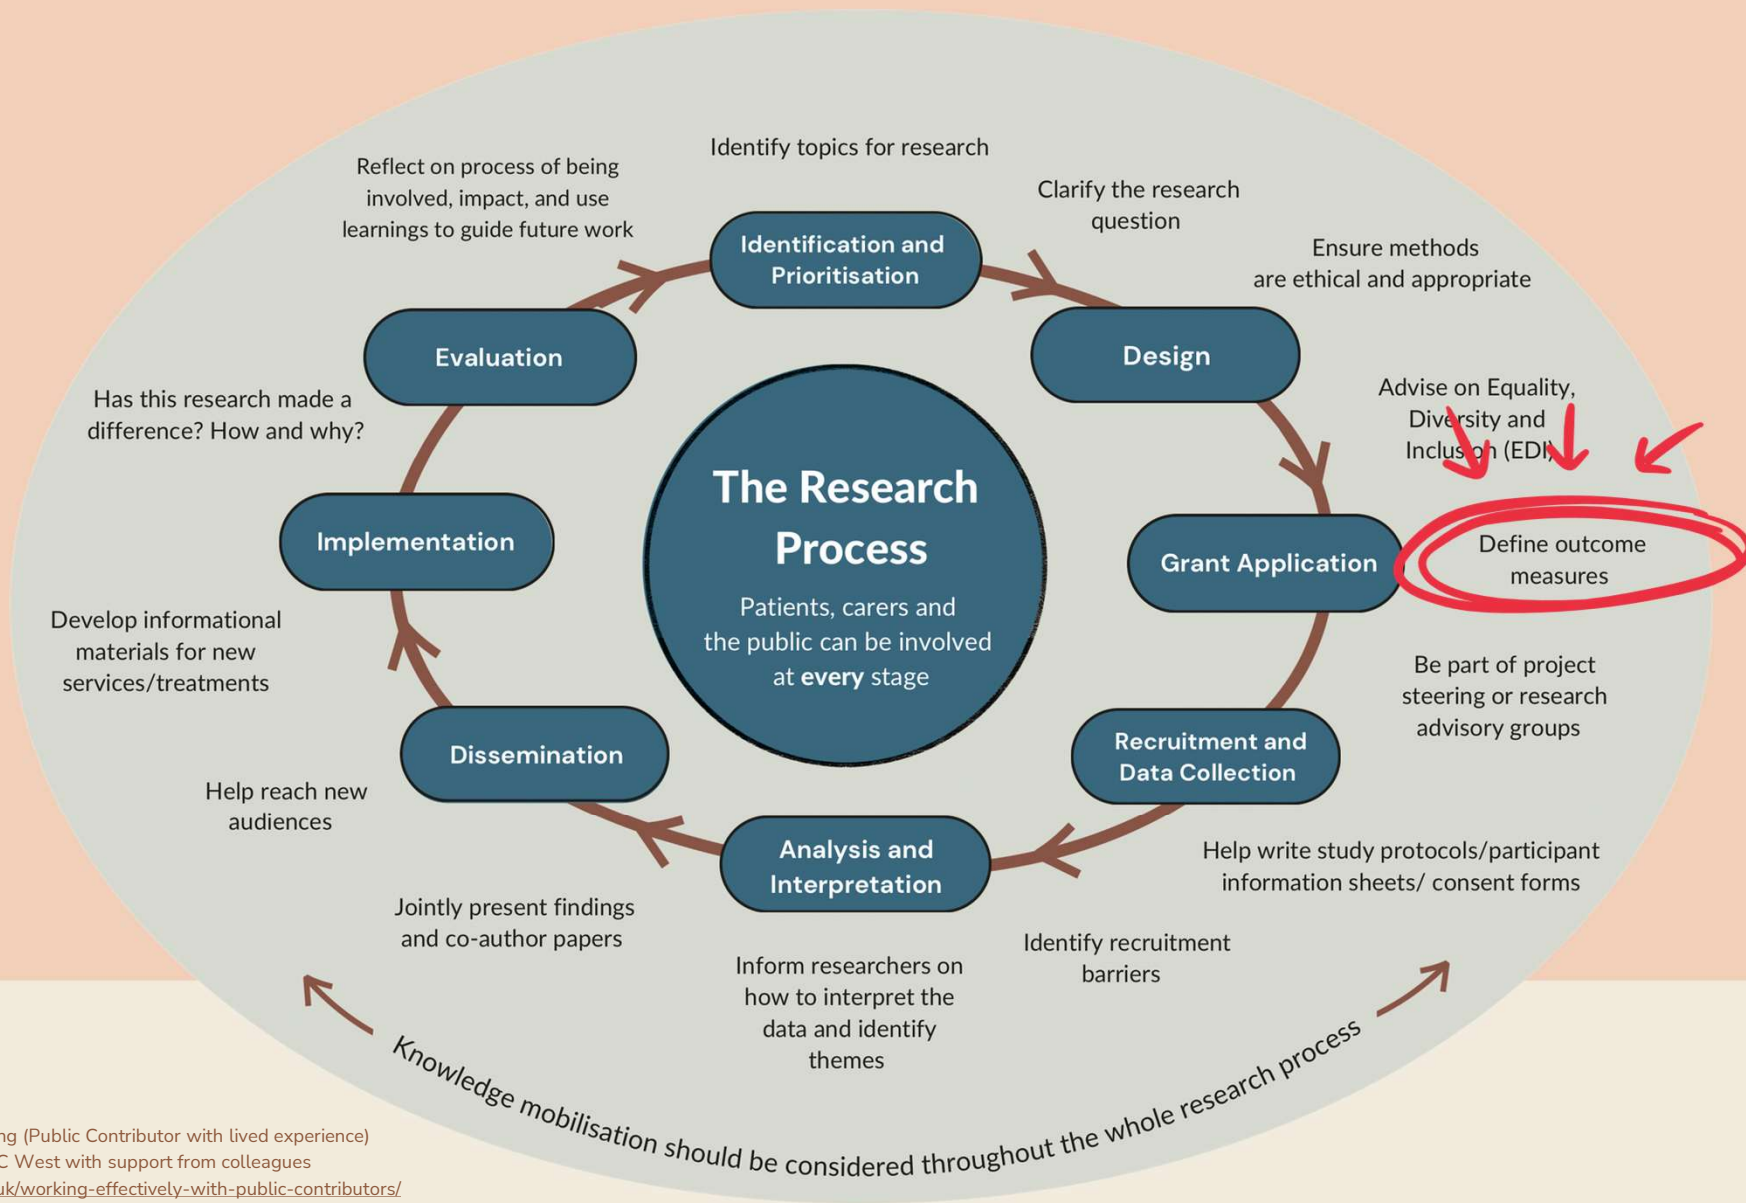 Identify topics for research
Reflect on process of being
involved, impact, and use
learnings to guide future work
Clarify the research
question
Ensure methods
are ethical and appropriate
Identification and
Prioritisation
Evaluation
Design
Advise on Equality,
Diversity and
Inclusion (EDI)
Has this research made a
difference? How and why?
The Research
Process
Patients, carers and
the public can be involved
at every stage
Implementation
Grant Application
Define outcome
measures
Develop informational
materials for new
services/treatments
Be part of project
steering or research
advisory groups
Dissemination
Recruitment and
Data Collection
Help reach new
audiences
Analysis and
Interpretation
Help write study protocols/participant
information sheets/ consent forms
Jointly present findings
and co-author papers
Identify recruitment
barriers
Inform researchers on
how to interpret the
data and identify
themes
Knowledge mobilisation should be considered throughout the whole research process
(Public Contributor with lived experience)
West with support from colleagues
uk/working-effectively-with-public-contributors/